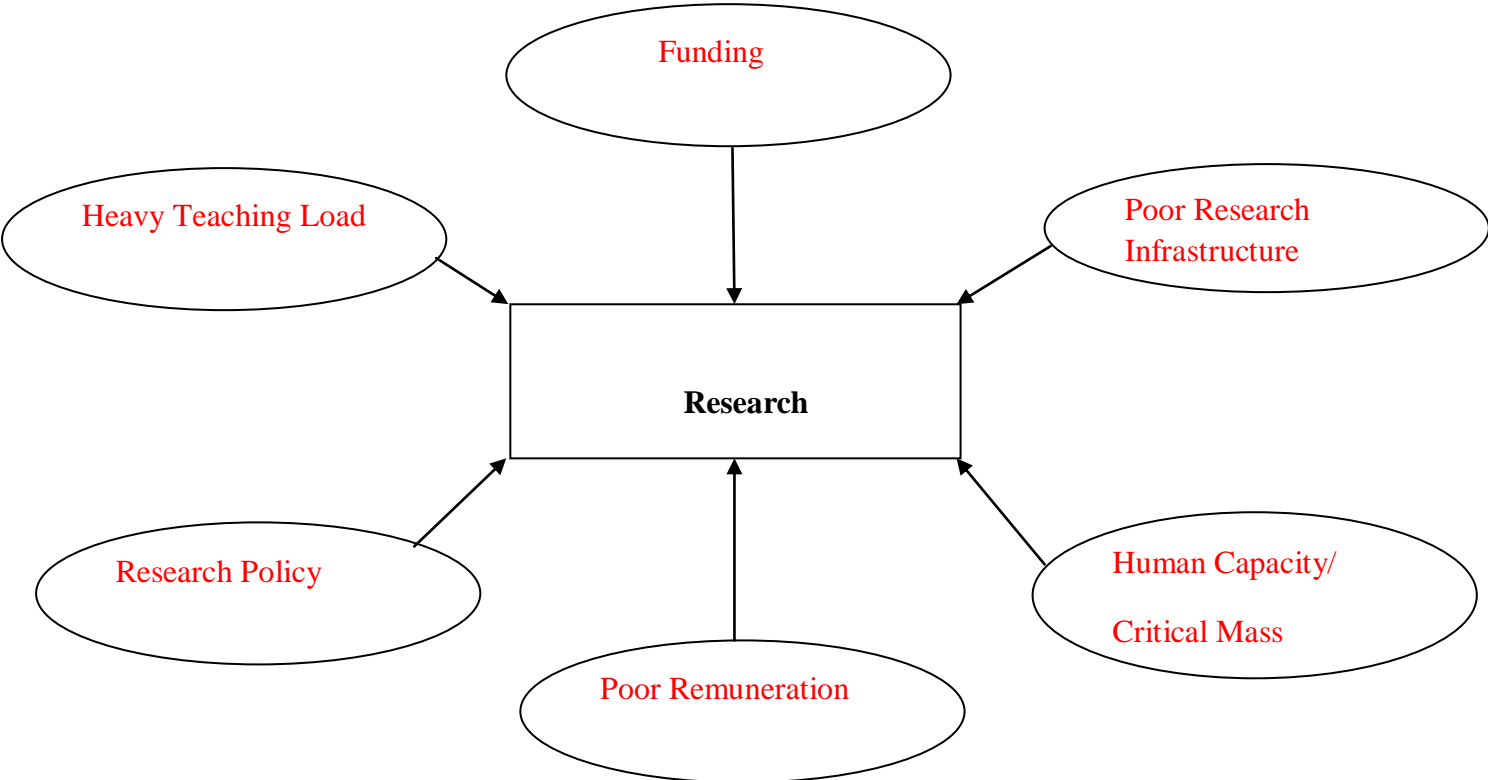 Funding
Heavy Teaching Load
Poor Research
Infrastructure
Research
Research Policy
Human Capacity/
Critical Mass
Poor Remuneration